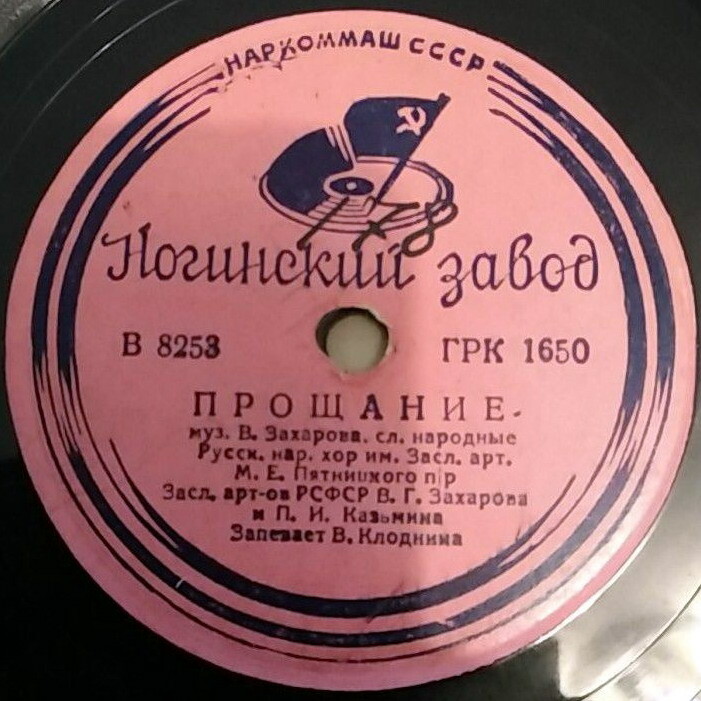 НАРКОММАШ СССР
178
Ногинский завод
В 8253 ГРК 1650
ПРОЩАНИЕ.
муз. В. Захарова, сл. народные
Русск. нар. хор им. Засл. арт.
М. Е. Пятницкого п/р
Засл. арт-ов РСФСР В. Г. Захарова
и П. И. Казьмина
Запевает В. Клоднина